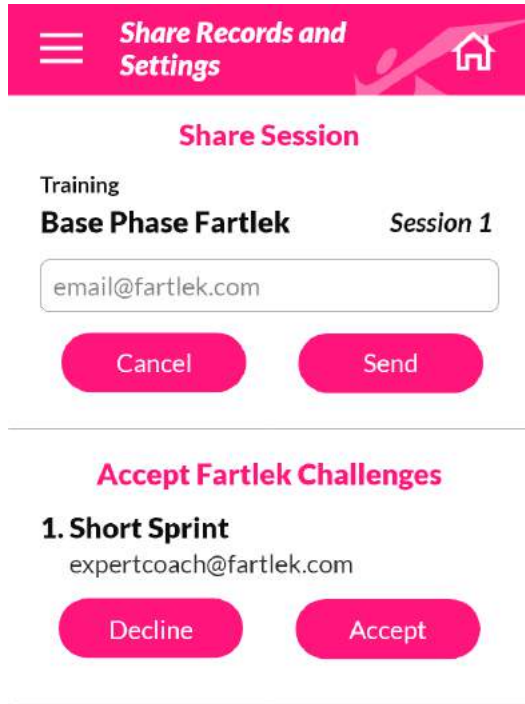 Share Records and
Settings
Share Session
Training
Base Phase Fartlek Session 1
email@fartlek.com
Cancel Send
Accept Fartlek Challenges
1. Short Sprint
expertcoach@fartlek.com
Decline Accept